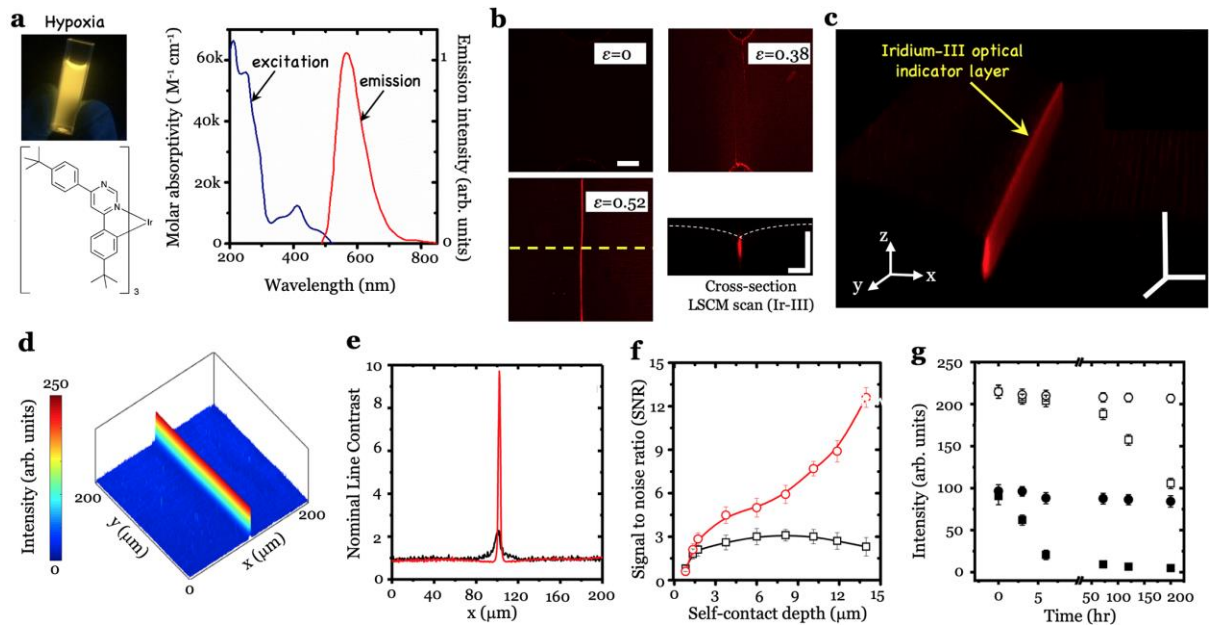 a
Hypoxia
N
N
Ir
3
Molar absorptivity ( M⁻¹ cm⁻¹)
60k
40k
20k
0
excitation
emission
1
0
Emission intensity (arb. units)
200 400 600 800
Wavelength (nm)
b
ε=0
ε=0.38
ε=0.52
Cross-section
LSCM scan (Ir-III)
c
Iridium-III optical
indicator layer
z
x
y
d
Intensity (arb. units)
250
0
200
y (μm)
0
x (μm)
200
e
Nominal Line Contrast
10
8
6
4
2
0
0 40 80 120 160 200
x (μm)
f
Signal to noise ratio (SNR)
15
12
9
6
3
0
0 3 6 9 12 15
Self-contact depth (μm)
g
Intensity (arb. units)
250
200
150
100
50
0
0 5 50 100 150 200
Time (hr)